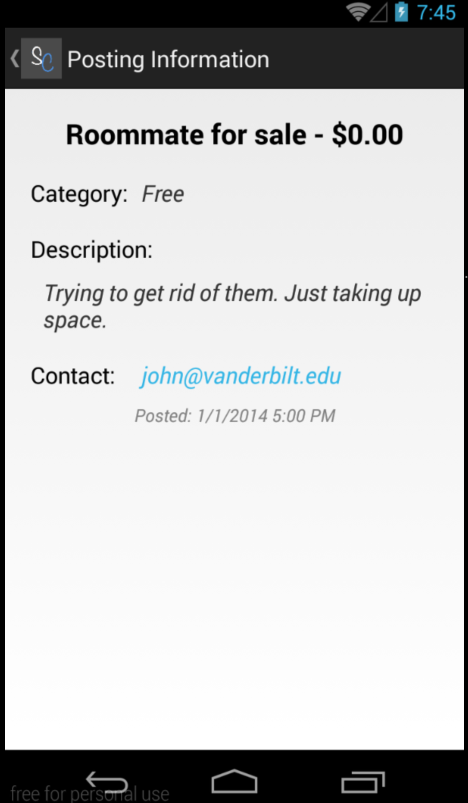 7:45
SC Posting Information
Roommate for sale - $0.00
Category: Free
Description:
Trying to get rid of them. Just taking up
space.
Contact: john@vanderbilt.edu
Posted: 1/1/2014 5:00 PM
free for personal use